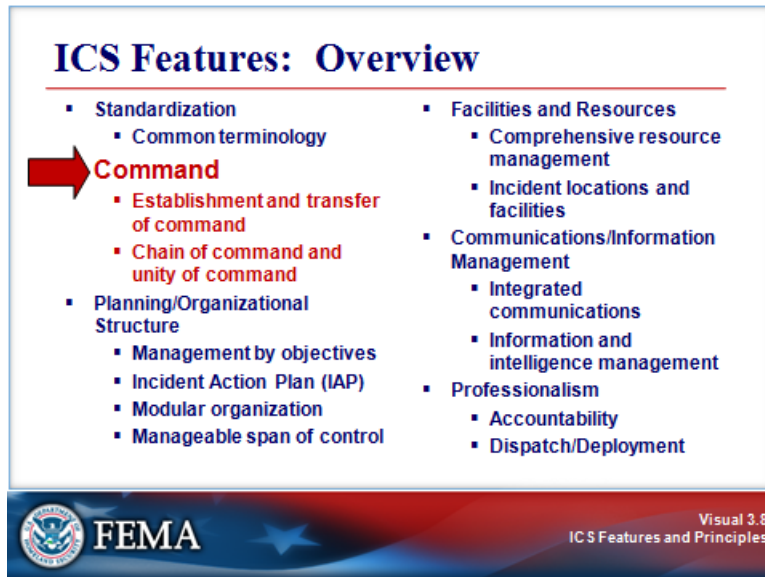 ICS Features: Overview
Standardization
Common terminology
Command
Establishment and transfer
of command
Chain of command and
unity of command
Planning/Organizational
Structure
Management by objectives
Incident Action Plan (IAP)
Modular organization
Manageable span of control
Facilities and Resources
Comprehensive resource
management
Incident locations and
facilities
Communications/Information
Management
Integrated
communications
Information and
intelligence management
Professionalism
Accountability
Dispatch/Deployment
FEMA
Visual 3.8
ICS Features and Principles